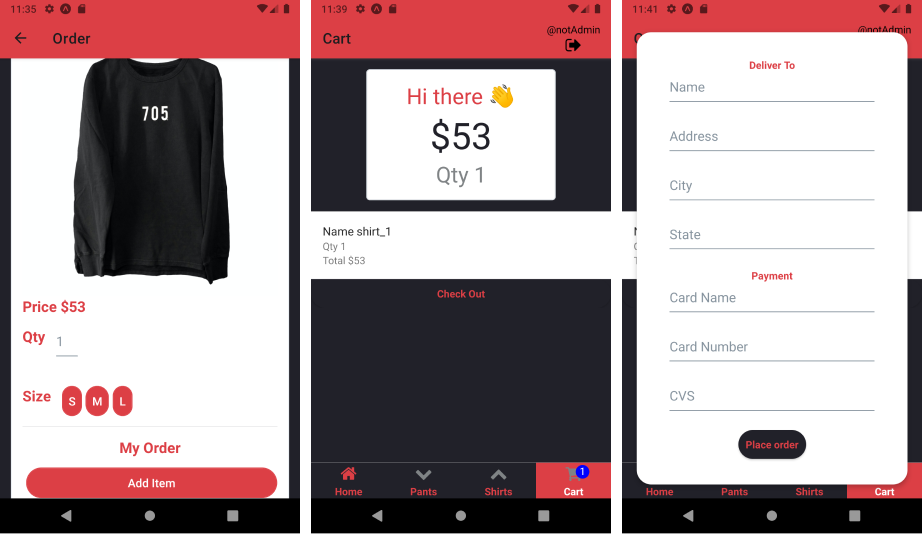 11:35
Order
705
Price $53
Qty 1
Size S M L
My Order
Add Item
11:39
Cart
@notAdmin
Hi there 👋
$53
Qty 1
Name shirt_1
Qty 1
Total $53
Check Out
1
Home Pants Shirts Cart
11:41
@notAdmin
Deliver To
Name
Address
City
State
Payment
Card Name
Card Number
CVS
Place order
Home Pants Shirts Cart